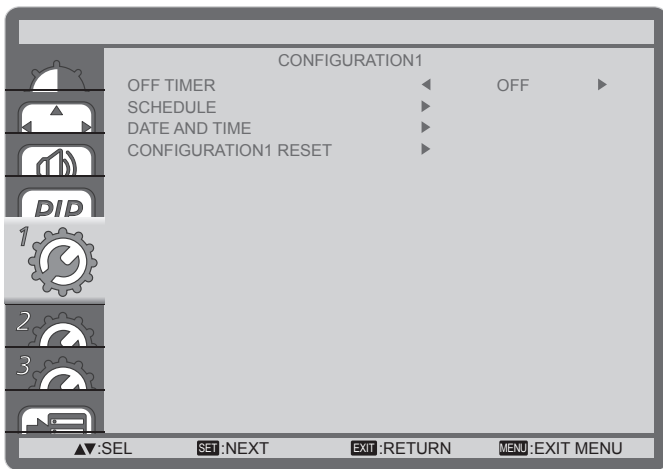 CONFIGURATION1
OFF TIMER ◀ OFF ▶
SCHEDULE ▶
DATE AND TIME ▶
CONFIGURATION1 RESET ▶
PIP
1
2
3
▲▼:SEL SET:NEXT EXIT:RETURN MENU:EXIT MENU